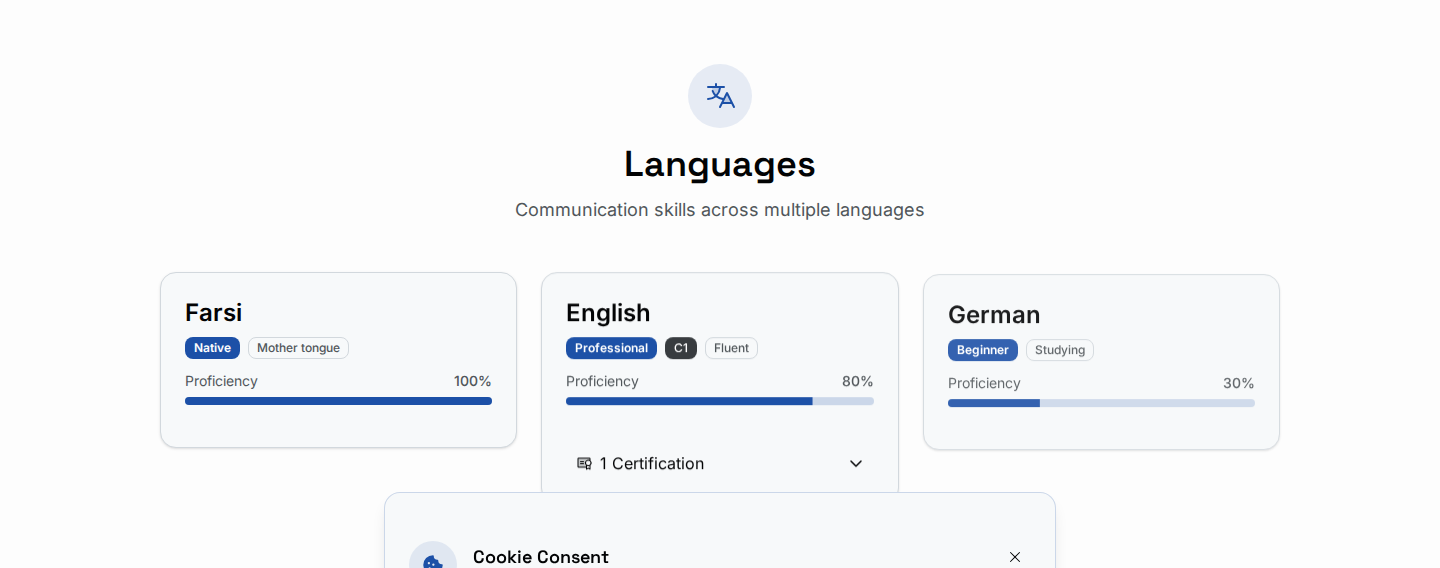 Languages
Communication skills across multiple languages
Farsi
Native Mother tongue
Proficiency 100%
English
Professional C1 Fluent
Proficiency 80%
1 Certification
German
Beginner Studying
Proficiency 30%
Cookie Consent